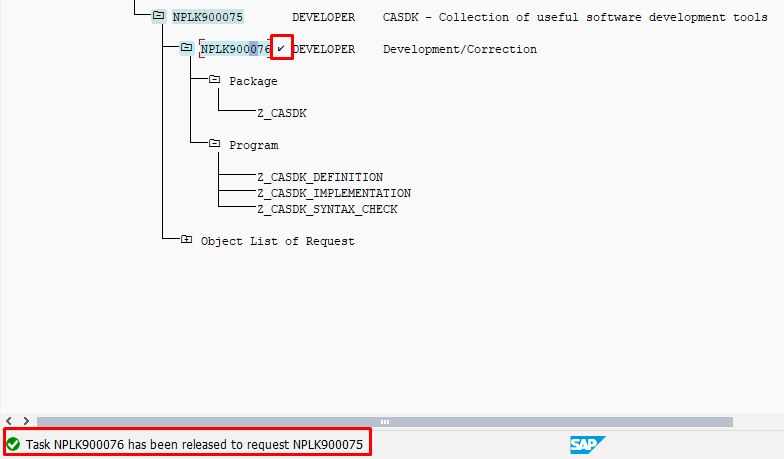 NPLK900075 DEVELOPER CASDK - Collection of useful software development tools
NPLK900076 ✔ DEVELOPER Development/Correction
Package
Z_CASDK
Program
Z_CASDK_DEFINITION
Z_CASDK_IMPLEMENTATION
Z_CASDK_SYNTAX_CHECK
Object List of Request
Task NPLK900076 has been released to request NPLK900075
SAP